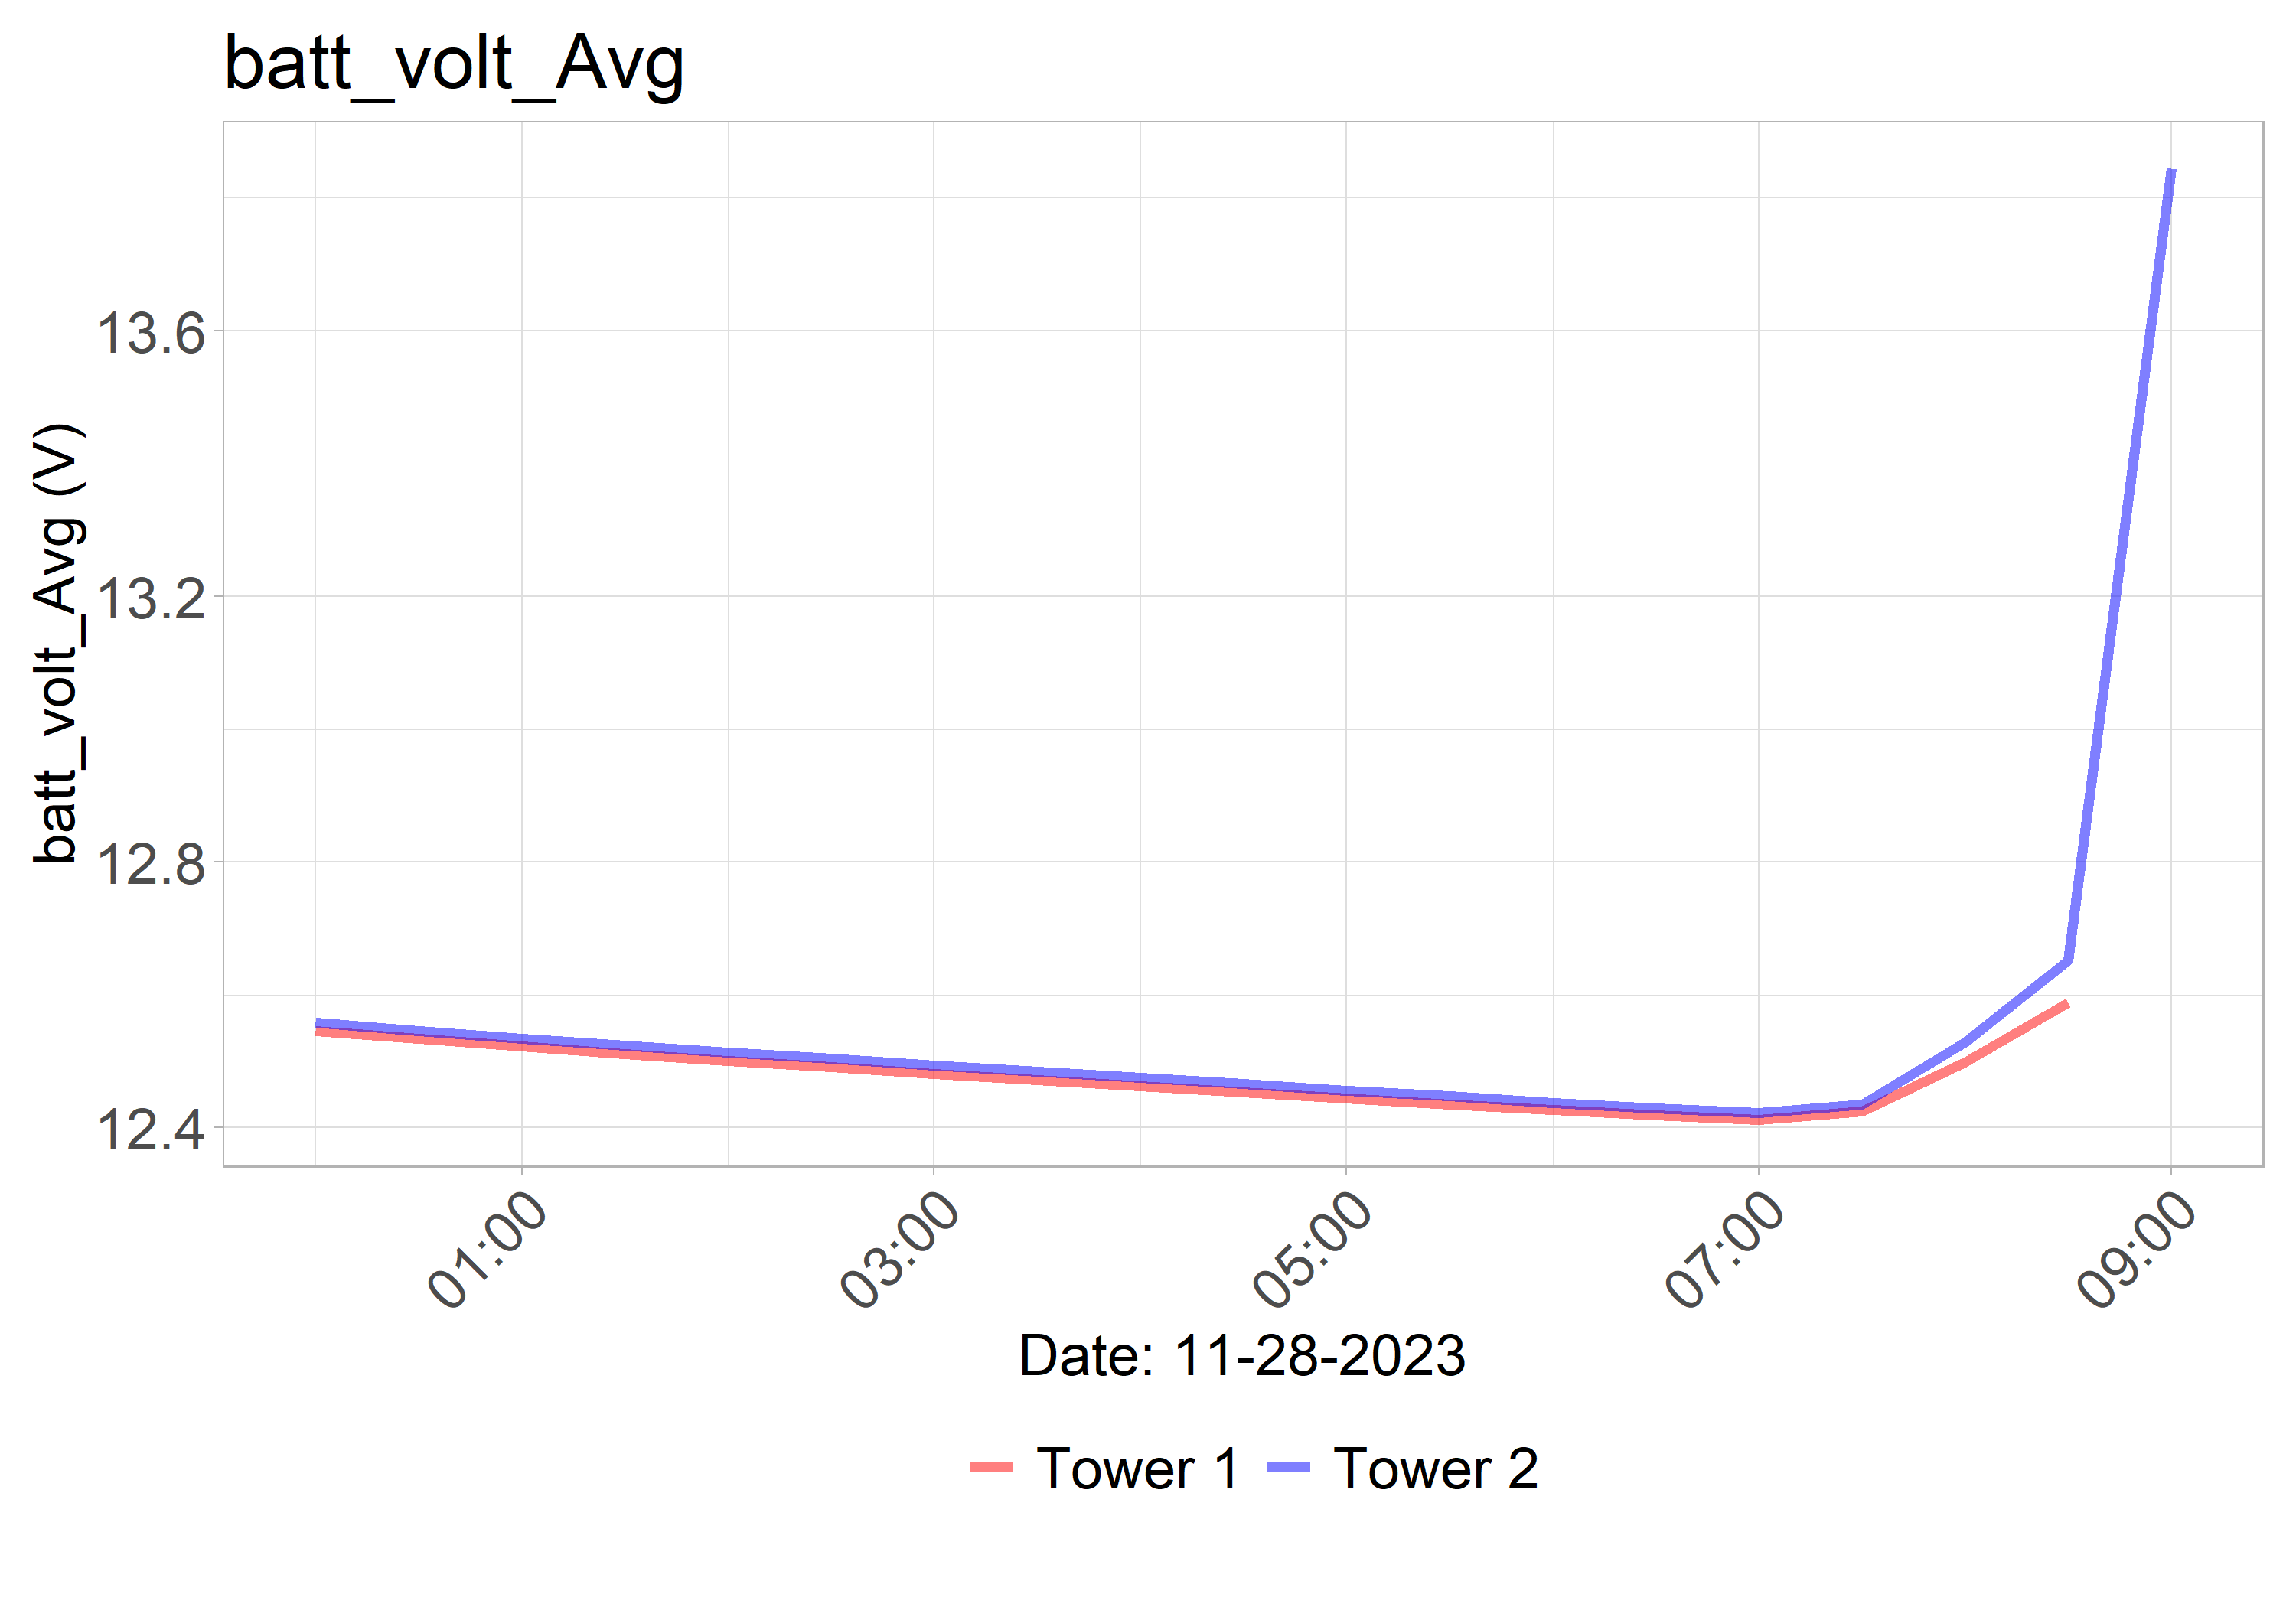 batt_volt_Avg
batt_volt_Avg (V)
13.6
13.2
12.8
12.4
01:00
03:00
05:00
07:00
09:00
Date: 11-28-2023
Tower 1
Tower 2